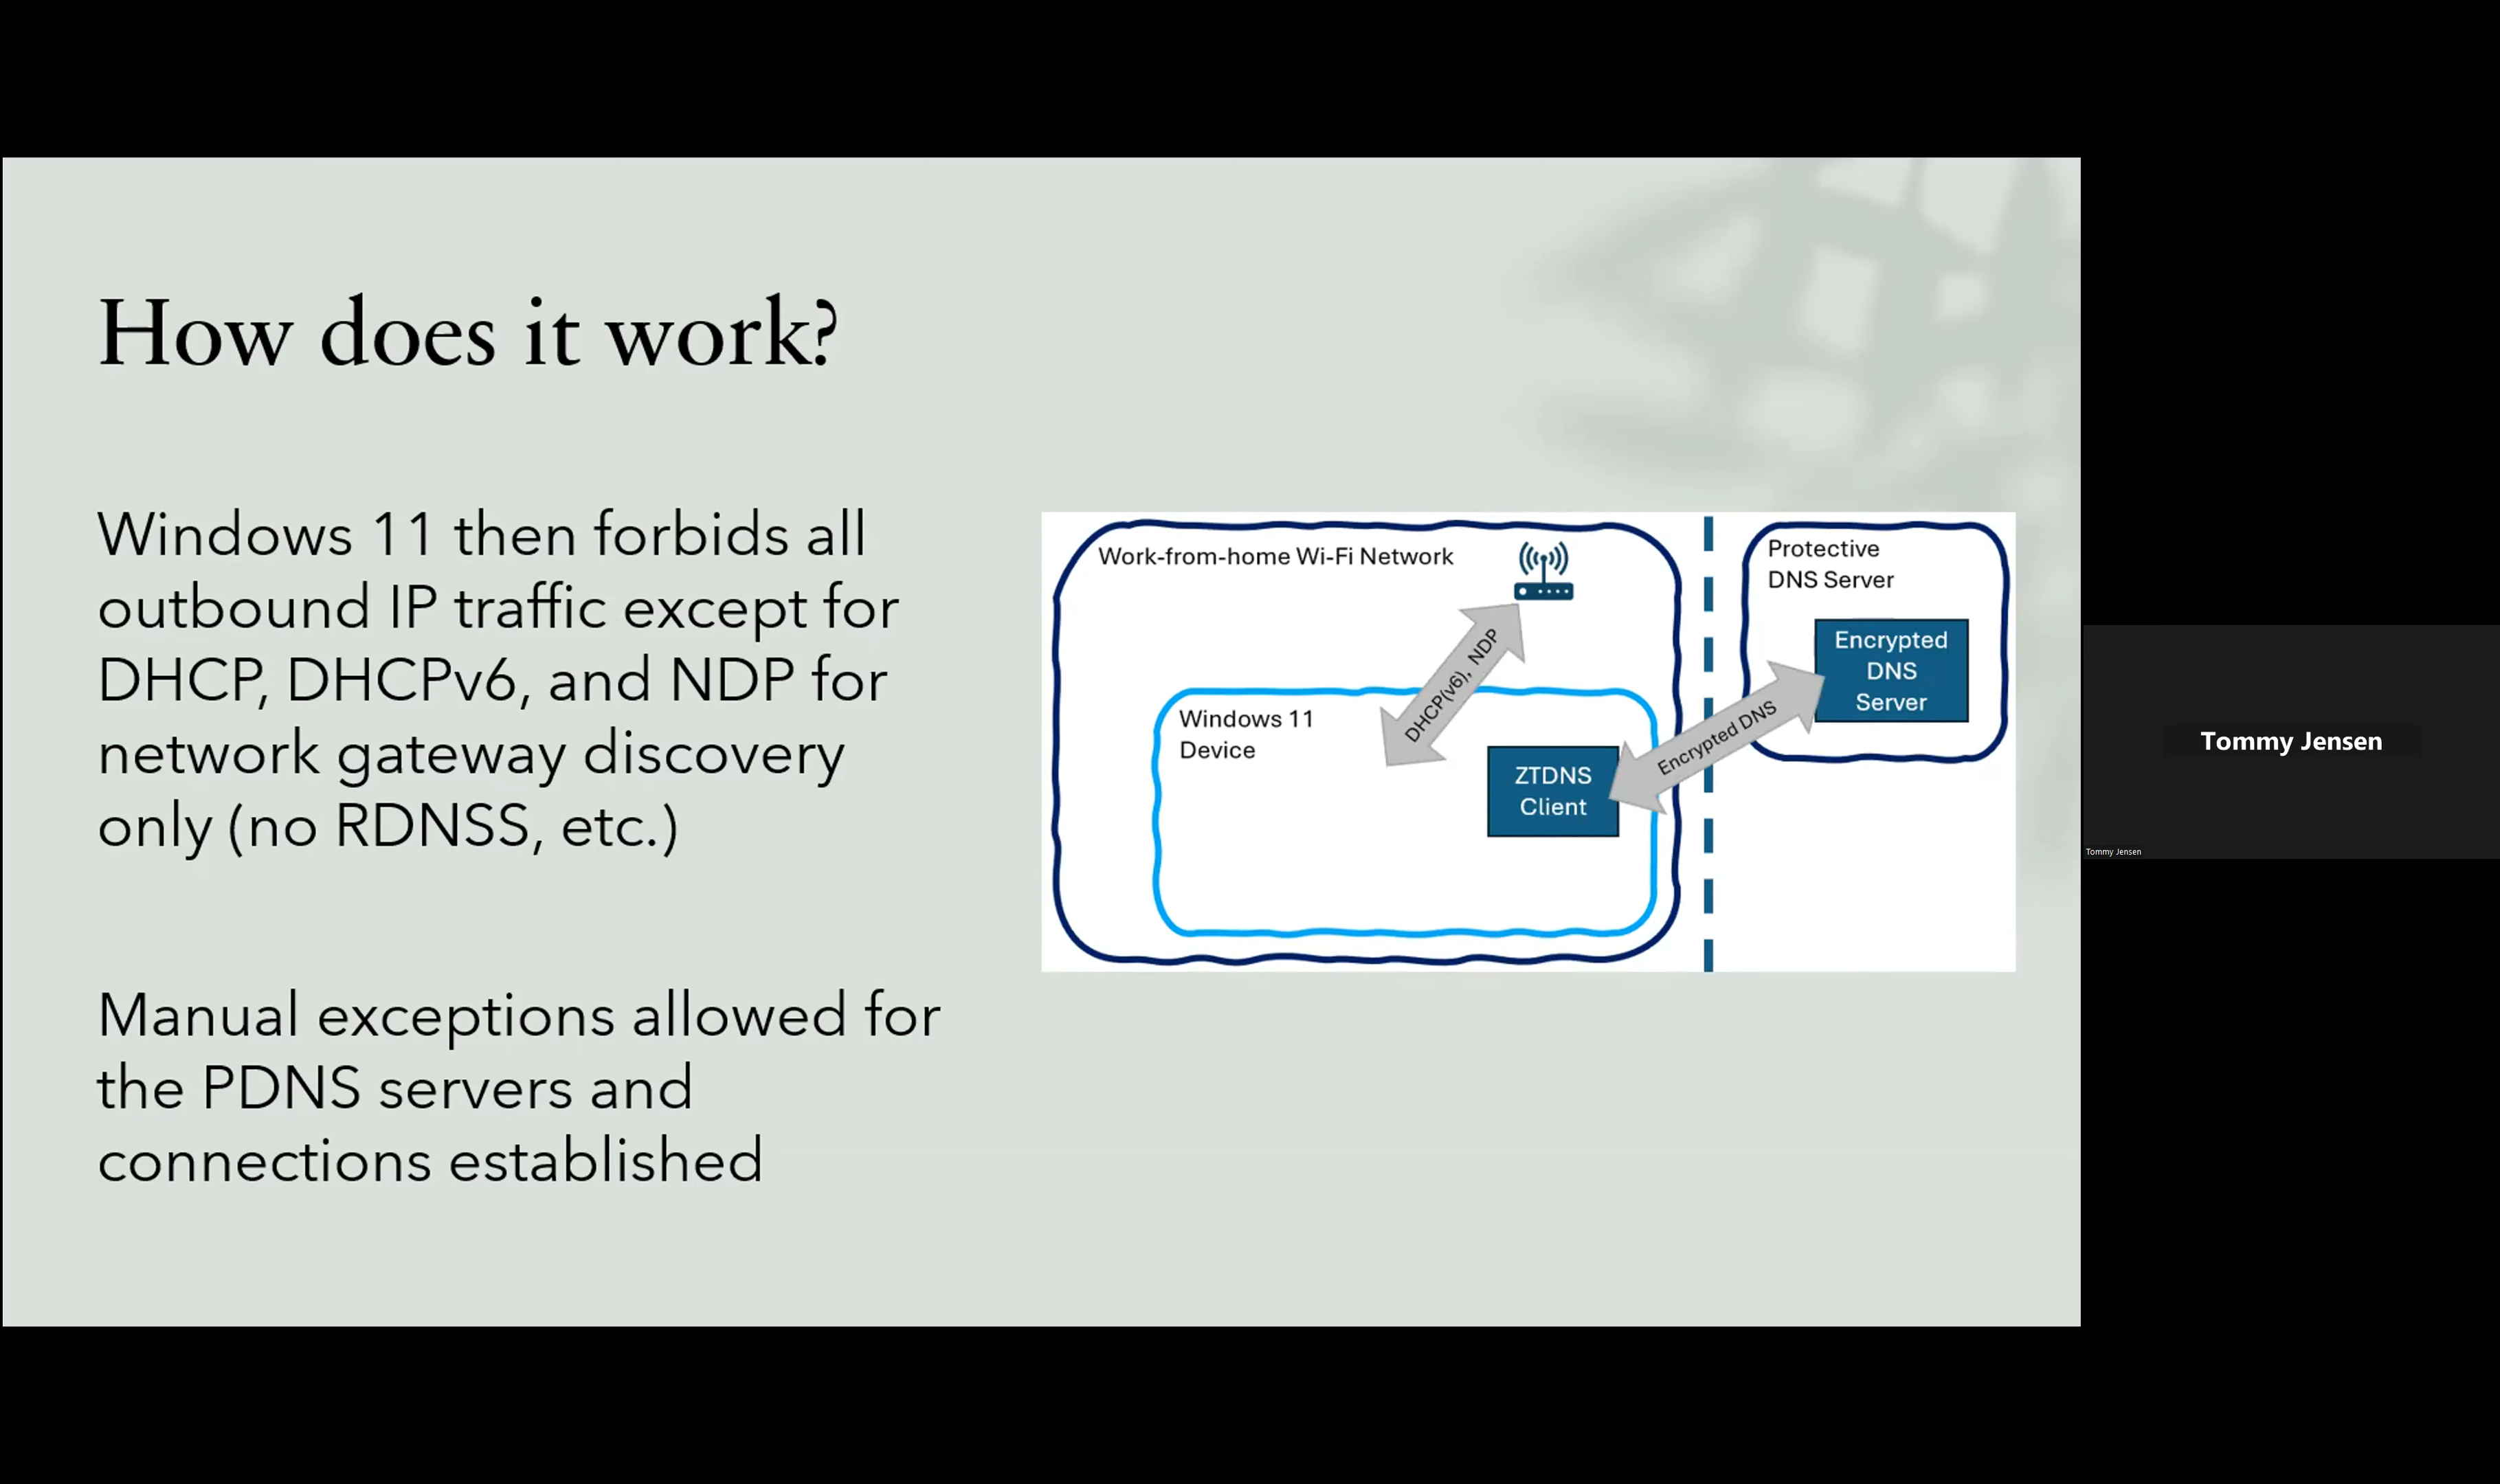 How does it work?
Windows 11 then forbids all
outbound IP traffic except for
DHCP, DHCPv6, and NDP for
network gateway discovery
only (no RDNSS, etc.)
Manual exceptions allowed for
the PDNS servers and
connections established
Work-from-home Wi-Fi Network
DHCP(v6), NDP
Windows 11
Device
ZTDNS
Client
Encrypted DNS
Protective
DNS Server
Encrypted
DNS
Server
Tommy Jensen
Tommy Jensen